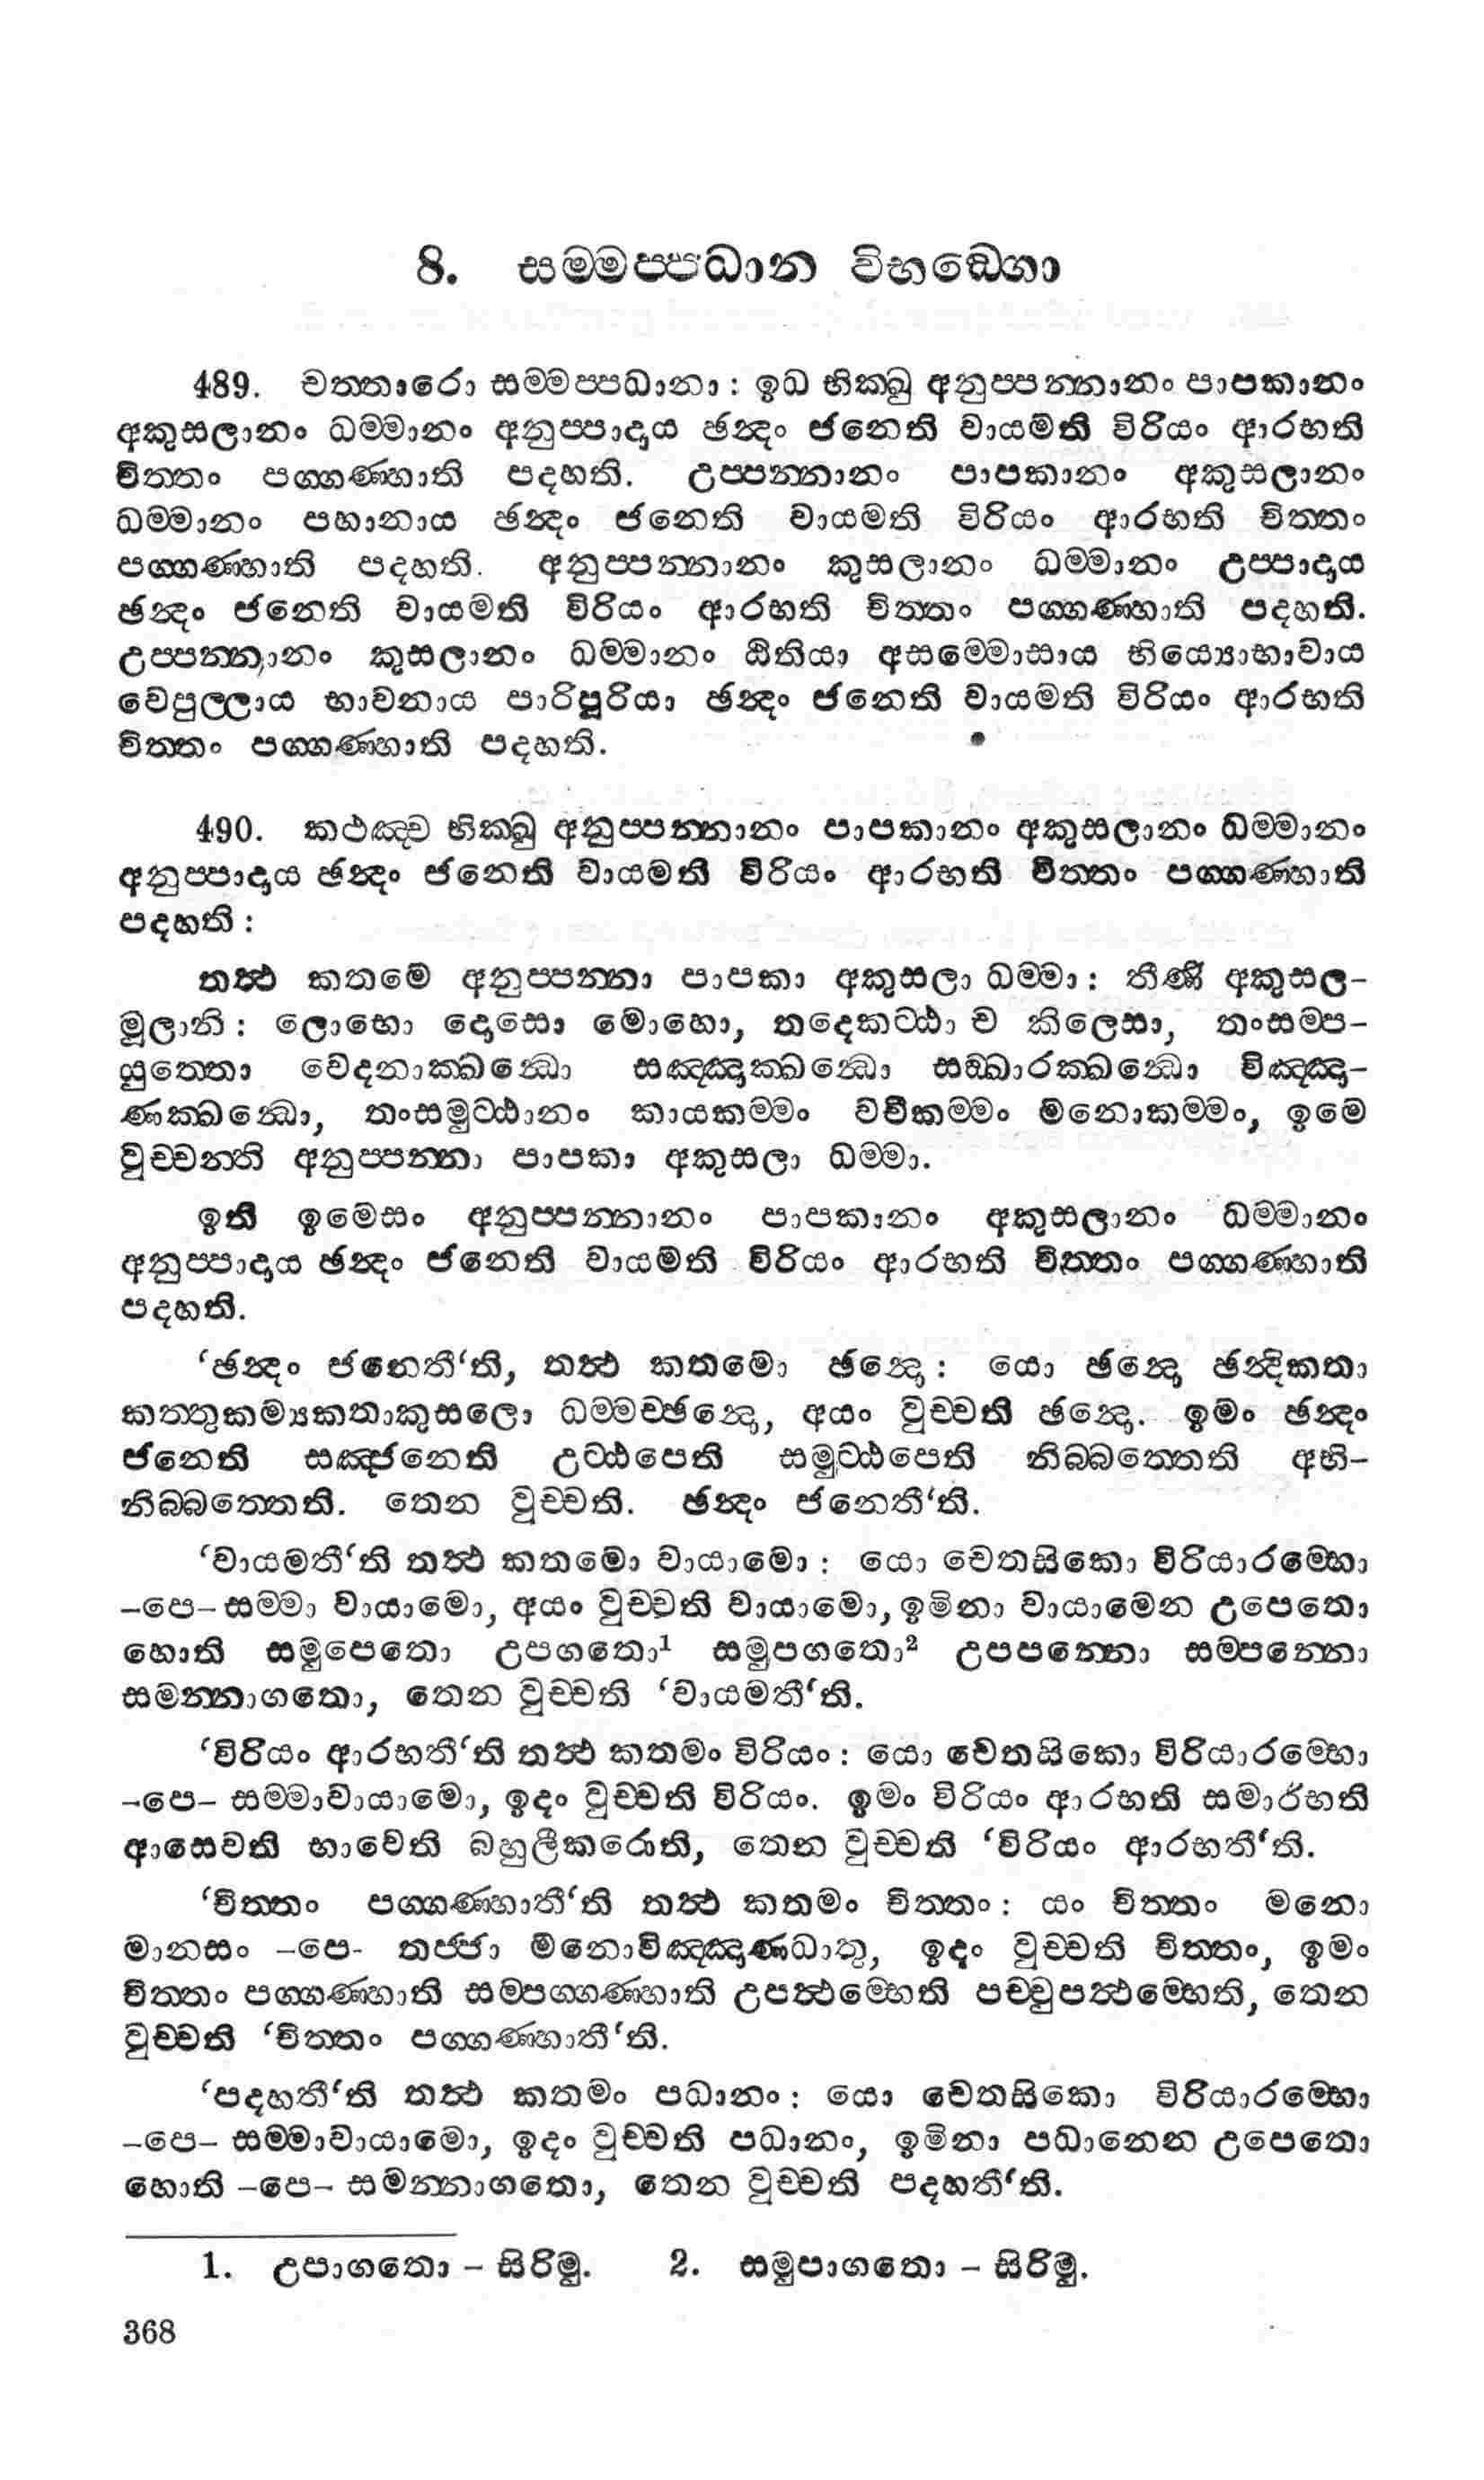 8. සම්මප්පධාන විභඞ්ගො
489. චත්තාරො සම්මප්පධානා : ඉධ භික්ඛු අනුප්පන්නානං පාපකානං
අකුසලානං ධම්මානං අනුප්පාදාය ඡන්දං ජනෙති වායමති විරියං ආරභති
චිත්තං පග්ගණ්හාති පදහති. උප්පන්නානං පාපකානං අකුසලානං
ධම්මානං පහානාය ඡන්දං ජනෙති වායමති විරියං ආරභති චිත්තං
පග්ගණ්හාති පදහති. අනුප්පන්නානං කුසලානං ධම්මානං උප්පාදාය
ඡන්දං ජනෙති වායමති විරියං ආරභති චිත්තං පග්ගණ්හාති පදහති.
උප්පන්නානං කුසලානං ධම්මානං ඨිතියා අසම්මොසාය භිය්‍යොභාවාය
වෙපුල්ලාය භාවනාය පාරිපූරියා ඡන්දං ජනෙති වායමති විරියං ආරභති
චිත්තං පග්ගණ්හාති පදහති.
490. කථඤ්ච භික්ඛු අනුප්පන්නානං පාපකානං අකුසලානං ධම්මානං
අනුප්පාදාය ඡන්දං ජනෙති වායමති විරියං ආරභති චිත්තං පග්ගණ්හාති
පදහති :
තත්ථ කතමෙ අනුප්පන්නා පාපකා අකුසලා ධම්මා : තීණි අකුසල-
මූලානි : ලොභො දොසො මොහො, තදෙකට්ඨා ච කිලෙසා, තංසම්ප-
යුත්තො වෙදනාක්ඛන්ධො සඤ්ඤාක්ඛන්ධො සඞ්ඛාරක්ඛන්ධො විඤ්ඤා-
ණක්ඛන්ධො, තංසමුට්ඨානං කායකම්මං වචීකම්මං මනොකම්මං, ඉමෙ
වුච්චන්ති අනුප්පන්නා පාපකා අකුසලා ධම්මා.
ඉති ඉමෙසං අනුප්පන්නානං පාපකානං අකුසලානං ධම්මානං
අනුප්පාදාය ඡන්දං ජනෙති වායමති විරියං ආරභති චිත්තං පග්ගණ්හාති
පදහති.
‘ඡන්දං ජනෙතී‘ති, තත්ථ කතමො ඡන්දො : යො ඡන්දො ඡන්දිකතා
කත්තුකම්‍යකතාකුසලො ධම්මච්ඡන්දො, අයං වුච්චති ඡන්දො. ඉමං ඡන්දං
ජනෙති සඤ්ජනෙති උට්ඨපෙති සමුට්ඨපෙති නිබ්බත්තෙති අභි-
නිබ්බත්තෙති. තෙන වුච්චති. ඡන්දං ජනෙතී‘ති.
‘වායමතී‘ති තත්ථ කතමො වායාමො : යො චෙතසිකො විරියාරම්භො
-පෙ- සම්මා වායාමො, අයං වුච්චති වායාමො, ඉමිනා වායාමෙන උපෙතො
හොති සමුපෙතො උපගතො¹ සමුපගතො² උපපන්නො සම්පන්නො
සමන්නාගතො, තෙන වුච්චති ‘වායමතී‘ති.
‘විරියං ආරභතී‘ති තත්ථ කතමං විරියං : යො චෙතසිකො විරියාරම්භො
-පෙ- සම්මාවායාමො, ඉදං වුච්චති විරියං. ඉමං විරියං ආරභති සමාරභති
ආසෙවති භාවෙති බහුලීකරොති, තෙන වුච්චති ‘විරියං ආරභතී‘ති.
‘චිත්තං පග්ගණ්හාතී‘ති තත්ථ කතමං චිත්තං : යං චිත්තං මනො
මානසං -පෙ- තජ්ජා මනොවිඤ්ඤාණධාතු, ඉදං වුච්චති චිත්තං, ඉමං
චිත්තං පග්ගණ්හාති සම්පග්ගණ්හාති උපත්ථම්භෙති පච්චුපත්ථම්භෙති, තෙන
වුච්චති ‘චිත්තං පග්ගණ්හාතී‘ති.
‘පදහතී‘ති තත්ථ කතමං පධානං : යො චෙතසිකො විරියාරම්භො
-පෙ- සම්මාවායාමො, ඉදං වුච්චති පධානං, ඉමිනා පධානෙන උපෙතො
හොති -පෙ- සමන්නාගතො, තෙන වුච්චති පදහතී‘ති.
1. උපාගතො - සිරිමු. 2. සමුපාගතො - සිරිමු.
368